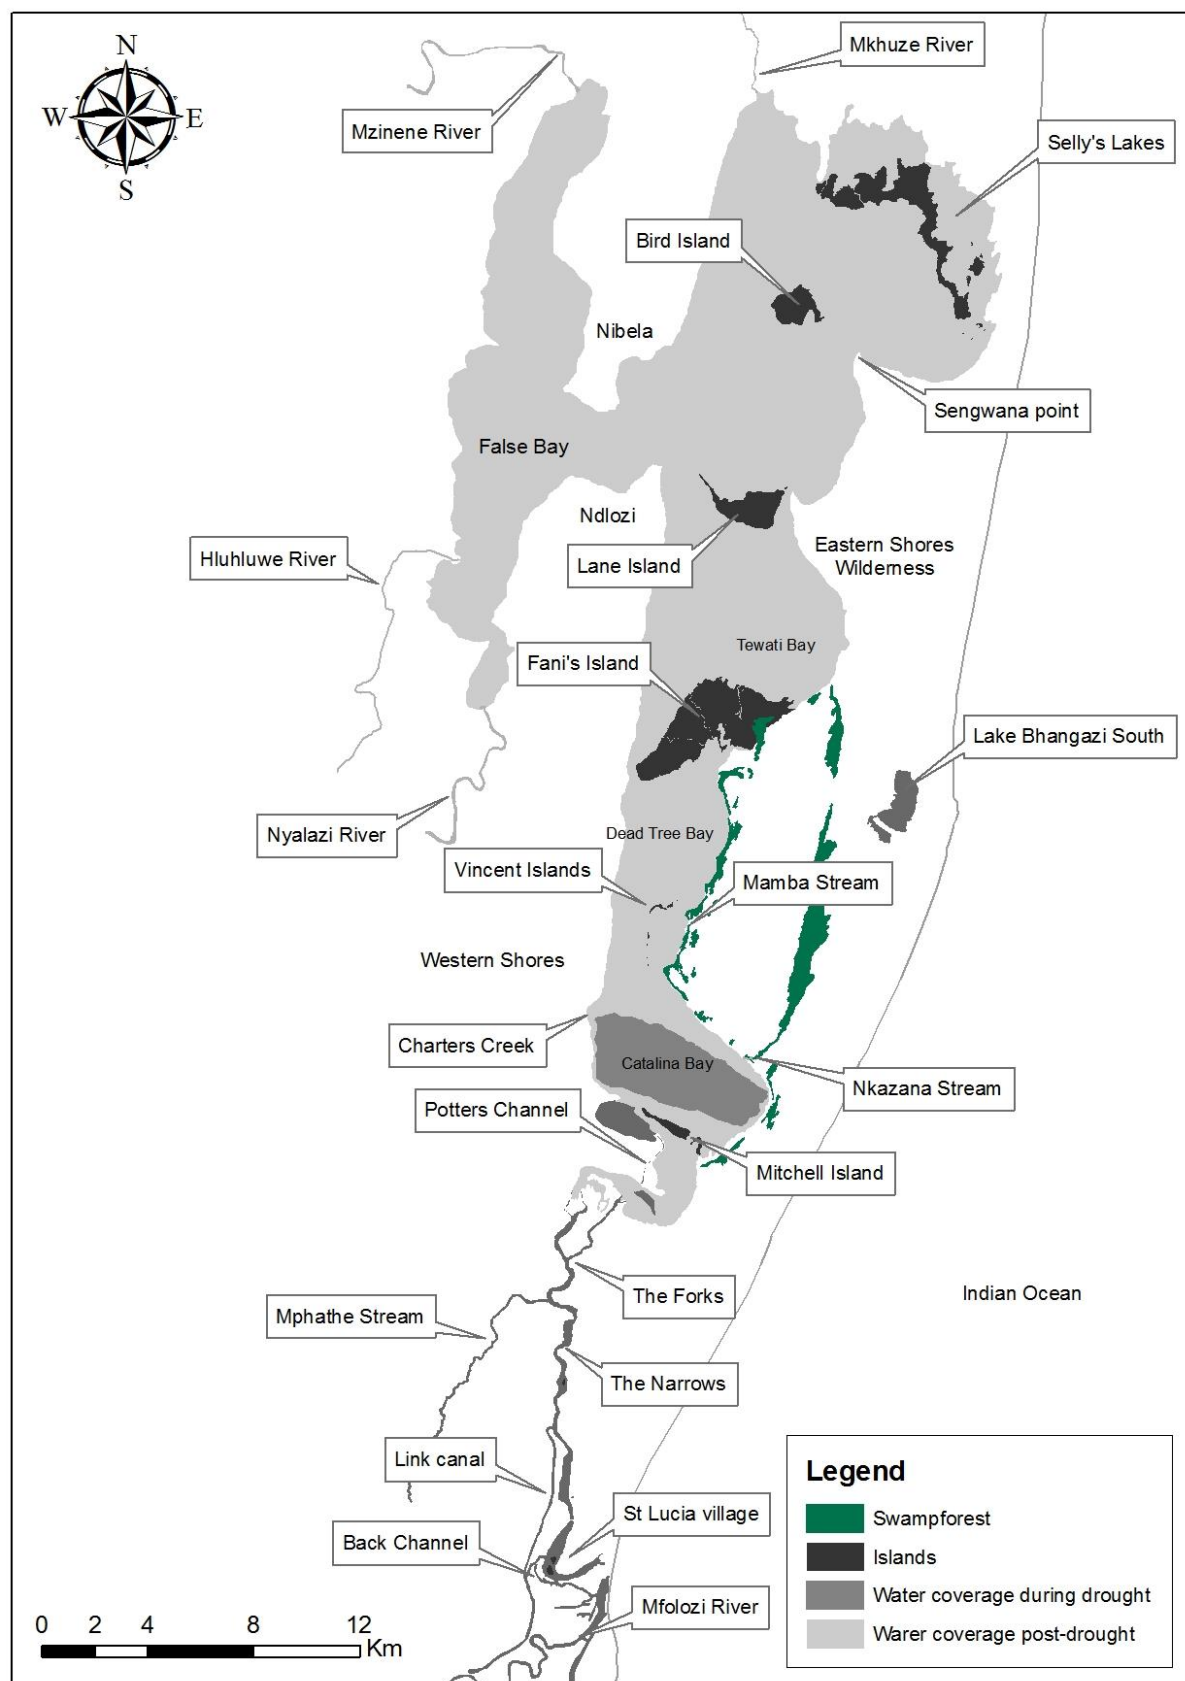 N
Mkhuze River
W
E
Mzinene River
Selly's Lakes
S
Bird Island
Nibela
Sengwana point
False Bay
Ndlozi
Eastern Shores
Wilderness
Hluhluwe River
Lane Island
Tewati Bay
Fani's Island
Lake Bhangazi South
Nyalazi River
Dead Tree Bay
Vincent Islands
Mamba Stream
Western Shores
Charters Creek
Catalina Bay
Nkazana Stream
Potters Channel
Mitchell Island
The Forks
Indian Ocean
Mphathe Stream
The Narrows
Link canal
Legend
St Lucia village
Swampforest
Back Channel
Islands
Water coverage during drought
Mfolozi River
Warer coverage post-drought
0 2 4 8 12
Km